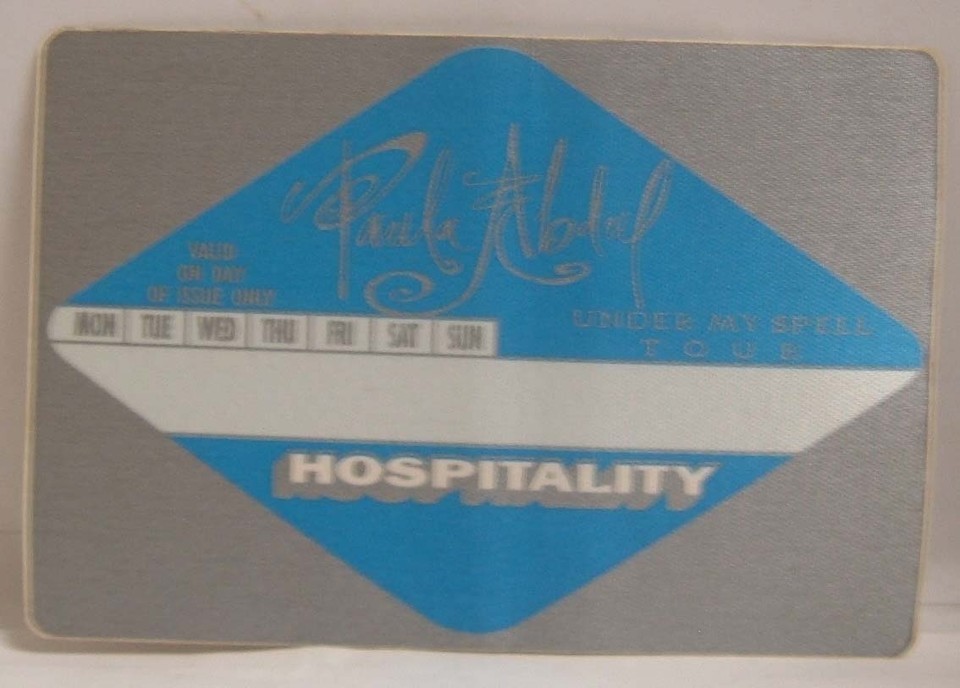 Paula Abdul
VALID
ON DAY
OF ISSUE ONLY
UNDER MY SPELL
TOUR
MON TUE WED THU FRI SAT SUN
HOSPITALITY